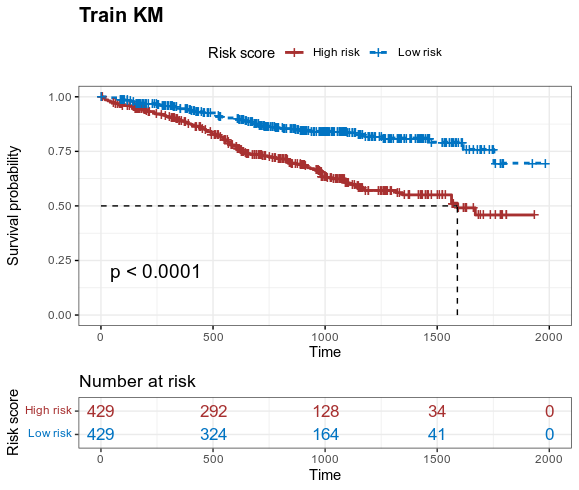 Train KM
Risk score High risk Low risk
Survival probability
1.00
0.75
0.50
0.25
0.00
p < 0.0001
0 500 1000 1500 2000
Time
Number at risk
Risk score
High risk 429 292 128 34 0
Low risk 429 324 164 41 0
0 500 1000 1500 2000
Time